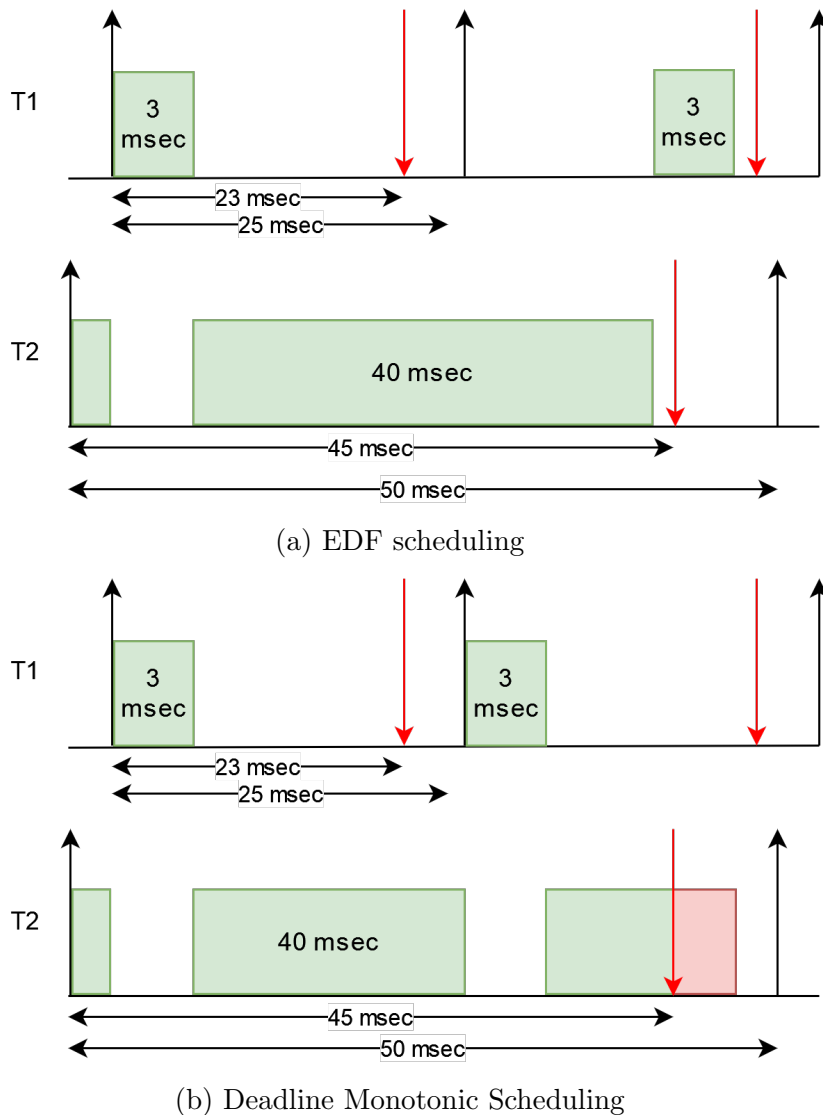 T1
3
msec
3
msec
23 msec
25 msec
T2
40 msec
45 msec
50 msec
(a) EDF scheduling
T1
3
msec
3
msec
23 msec
25 msec
T2
40 msec
45 msec
50 msec
(b) Deadline Monotonic Scheduling